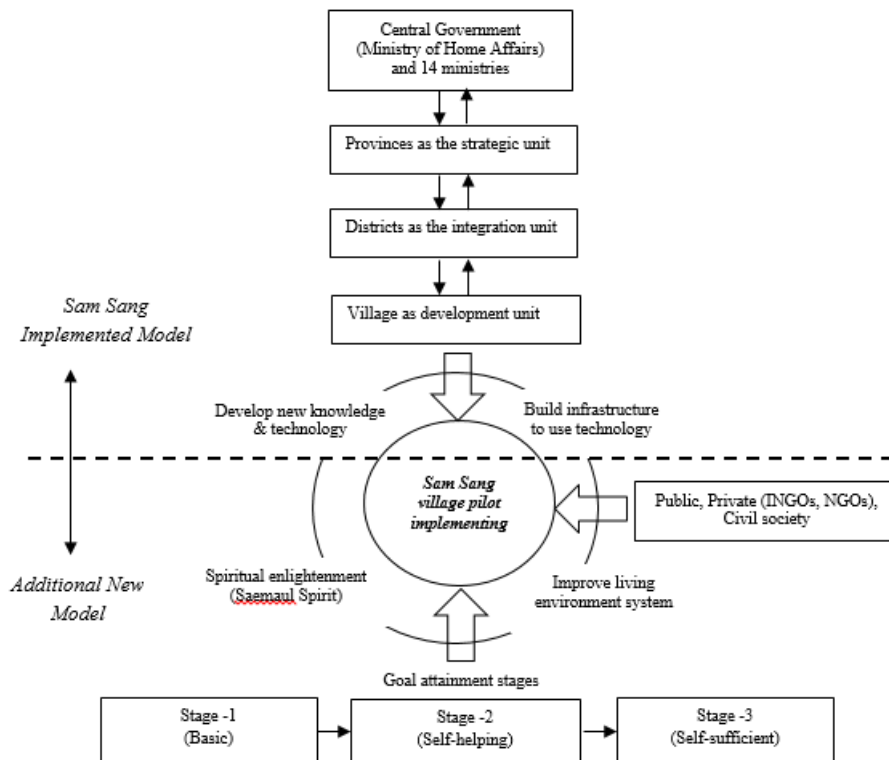 Central Government
(Ministry of Home Affairs)
and 14 ministries
Provinces as the strategic unit
Districts as the integration unit
Village as development unit
Sam Sang
Implemented Model
Develop new knowledge
& technology
Build infrastructure
to use technology
Sam Sang
village pilot
implementing
Public, Private (INGOs, NGOs),
Civil society
Additional New
Model
Spiritual enlightenment
(Saemaul Spirit)
Improve living
environment system
Goal attainment stages
Stage -1
(Basic)
Stage -2
(Self-helping)
Stage -3
(Self-sufficient)